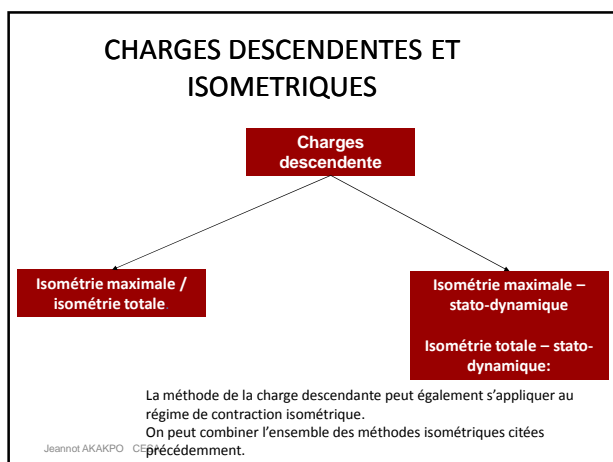 CHARGES DESCENDENTES ET
ISOMETRIQUES
Charges
descendente
Isométrie maximale /
isométrie totale.
Isométrie maximale –
stato-dynamique
Isométrie totale – stato-
dynamique:
La méthode de la charge descendante peut également s’appliquer au
régime de contraction isométrique.
On peut combiner l’ensemble des méthodes isométriques citées
précédemment.
Jeannot AKAKPO